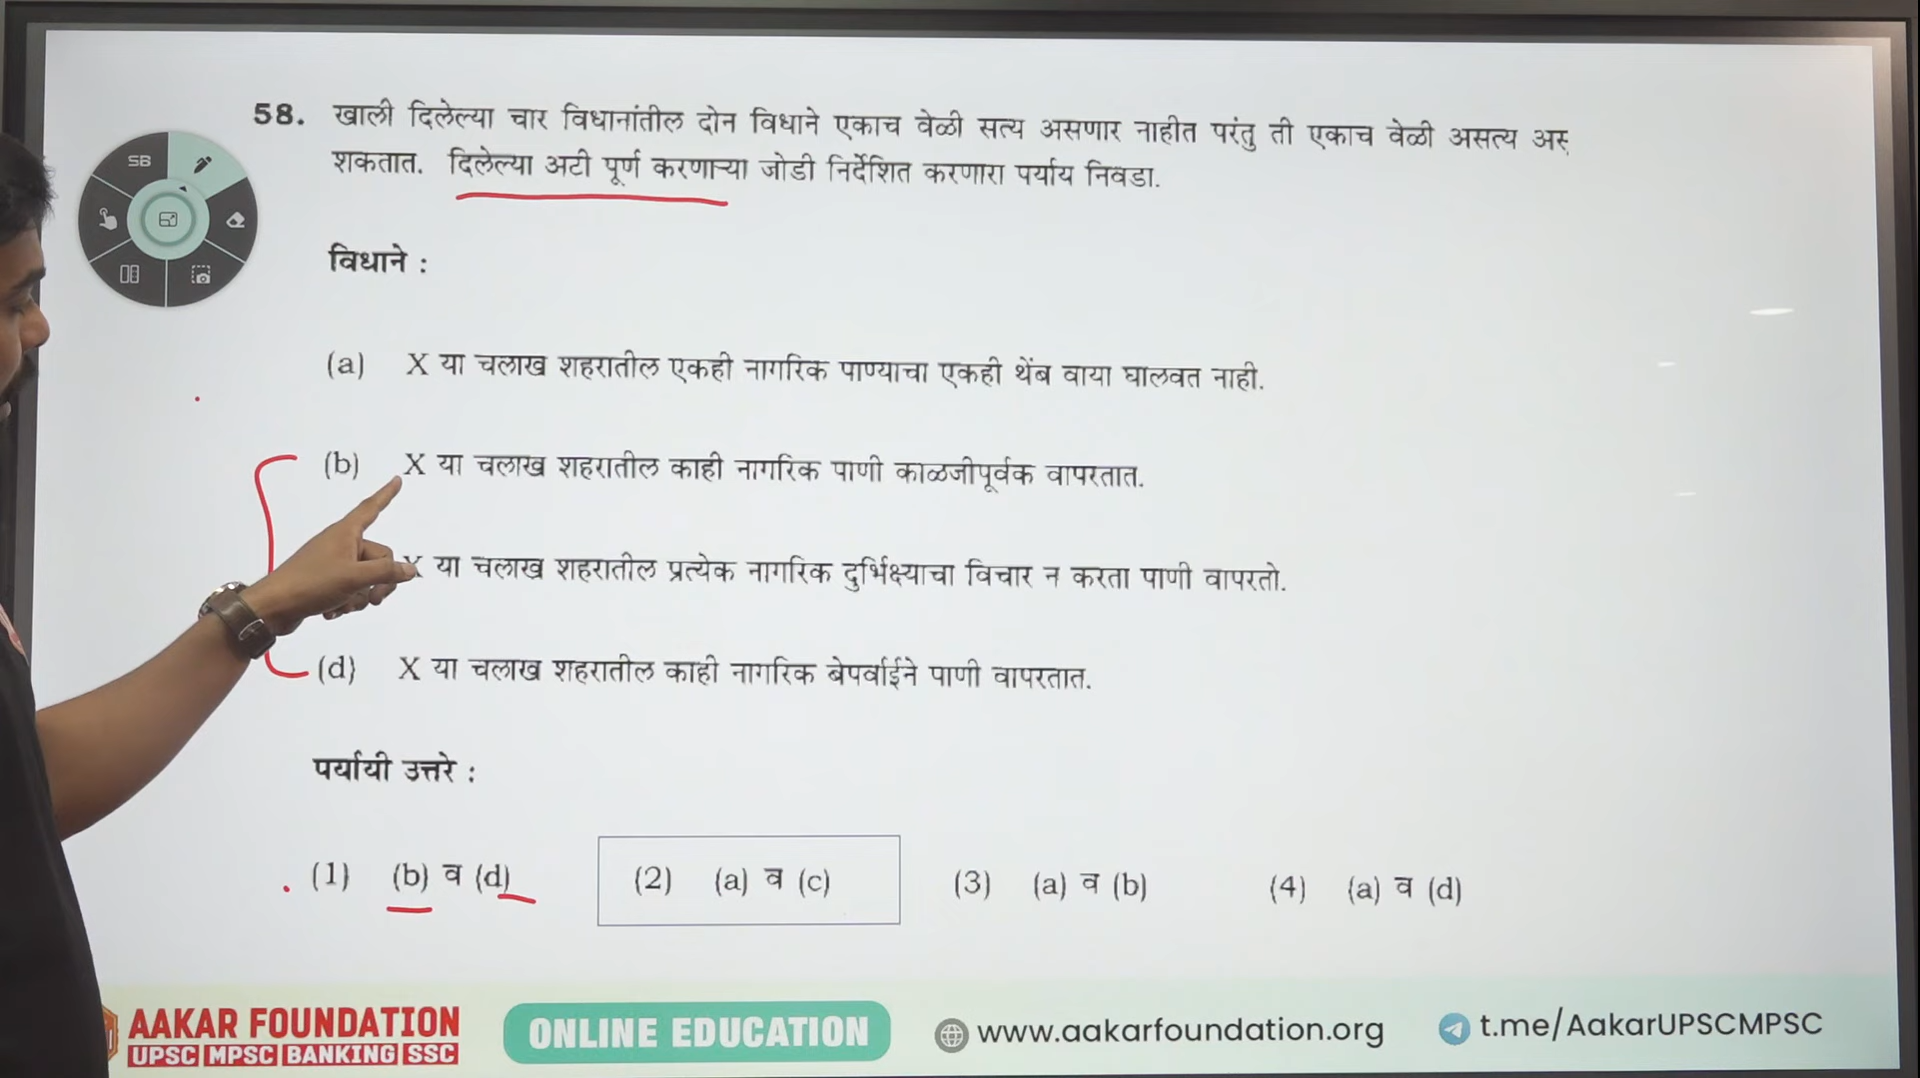 SB
58. खाली दिलेल्या चार विधानांतील दोन विधाने एकाच वेळी सत्य असणार नाहीत परंतु ती एकाच वेळी असत्य असू
शकतात. दिलेल्या अटी पूर्ण करणाऱ्या जोडी निर्देशित करणारा पर्याय निवडा.
विधाने :
(a) X या चलाख शहरातील एकही नागरिक पाण्याचा एकही थेंब वाया घालवत नाही.
(b) X या चलाख शहरातील काही नागरिक पाणी काळजीपूर्वक वापरतात.
X या चलाख शहरातील प्रत्येक नागरिक दुर्भिक्ष्याचा विचार न करता पाणी वापरतो.
(d) X या चलाख शहरातील काही नागरिक बेपर्वाईने पाणी वापरतात.
पर्यायी उत्तरे :
(1) (b) व (d) (2) (a) व (c) (3) (a) व (b) (4) (a) व (d)
AAKAR FOUNDATION
UPSC MPSC BANKING SSC
ONLINE EDUCATION
www.aakarfoundation.org
t.me/AakarUPSCMPSC